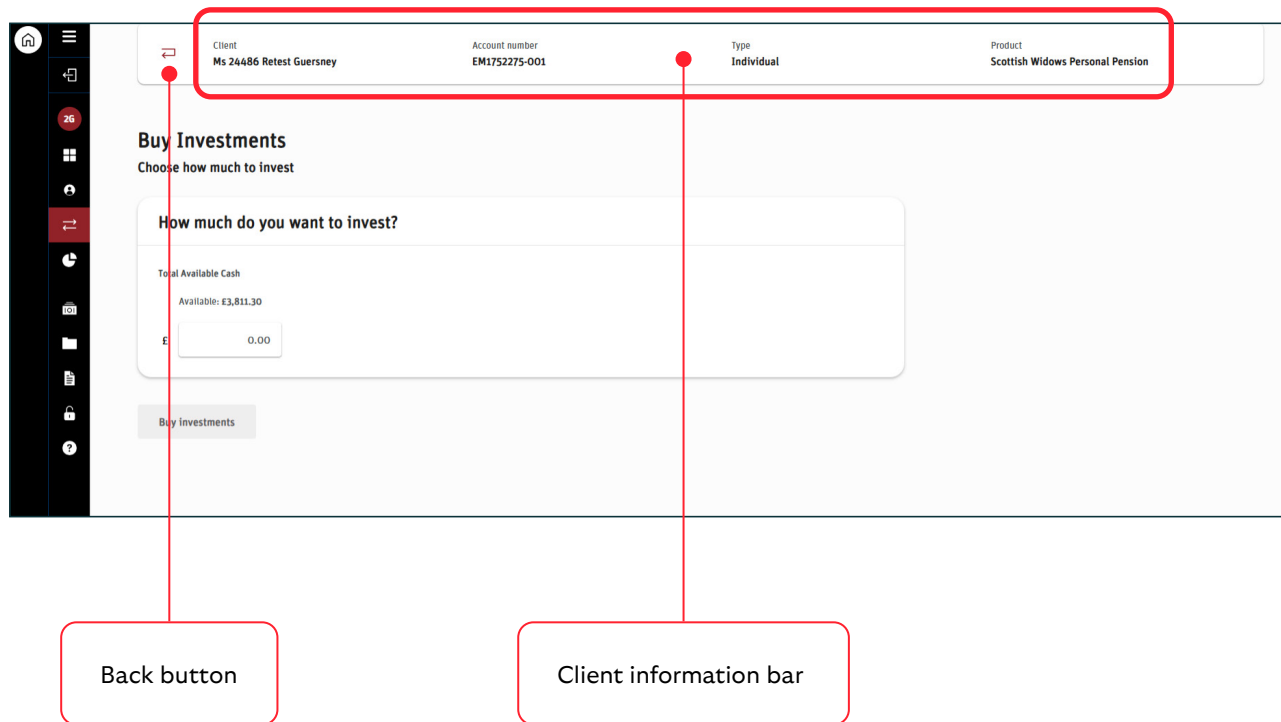 Client
Account number
Type
Product
Ms 24486 Retest Guersney
EM1752275-001
Individual
Scottish Widows Personal Pension
2G
Buy Investments
Choose how much to invest
How much do you want to invest?
Total Available Cash
Available: £3,811.30
£
0.00
Buy investments
?
Back button
Client information bar